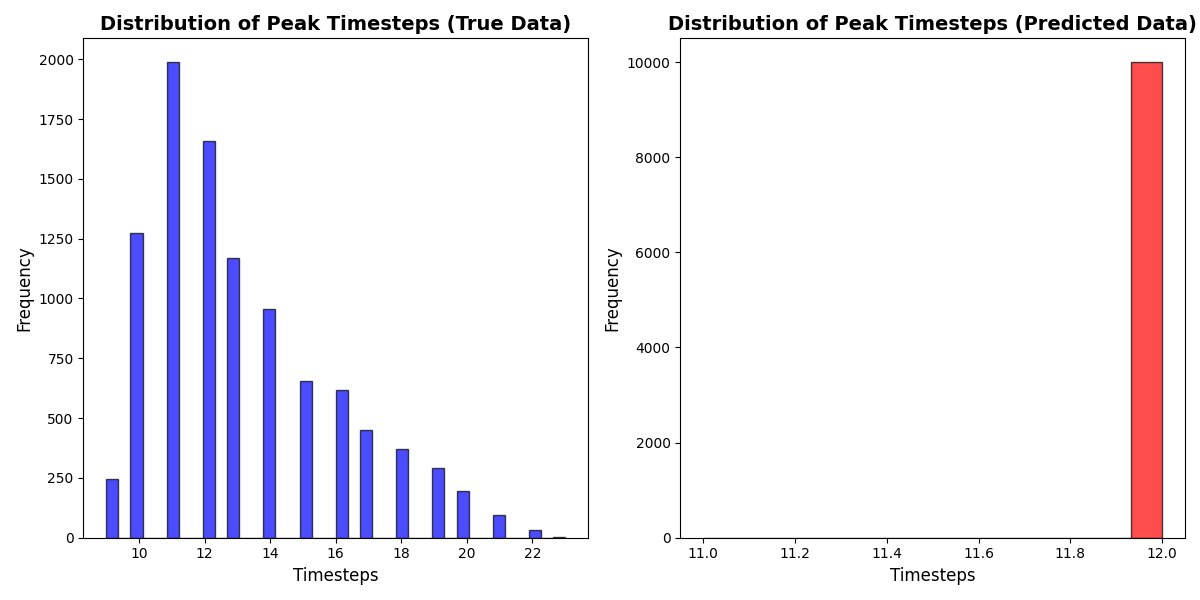 Distribution of Peak Timesteps (True Data)
Frequency
2000
1750
1500
1250
1000
750
500
250
0
10 12 14 16 18 20 22
Timesteps
Distribution of Peak Timesteps (Predicted Data)
Frequency
10000
8000
6000
4000
2000
0
11.0 11.2 11.4 11.6 11.8 12.0
Timesteps